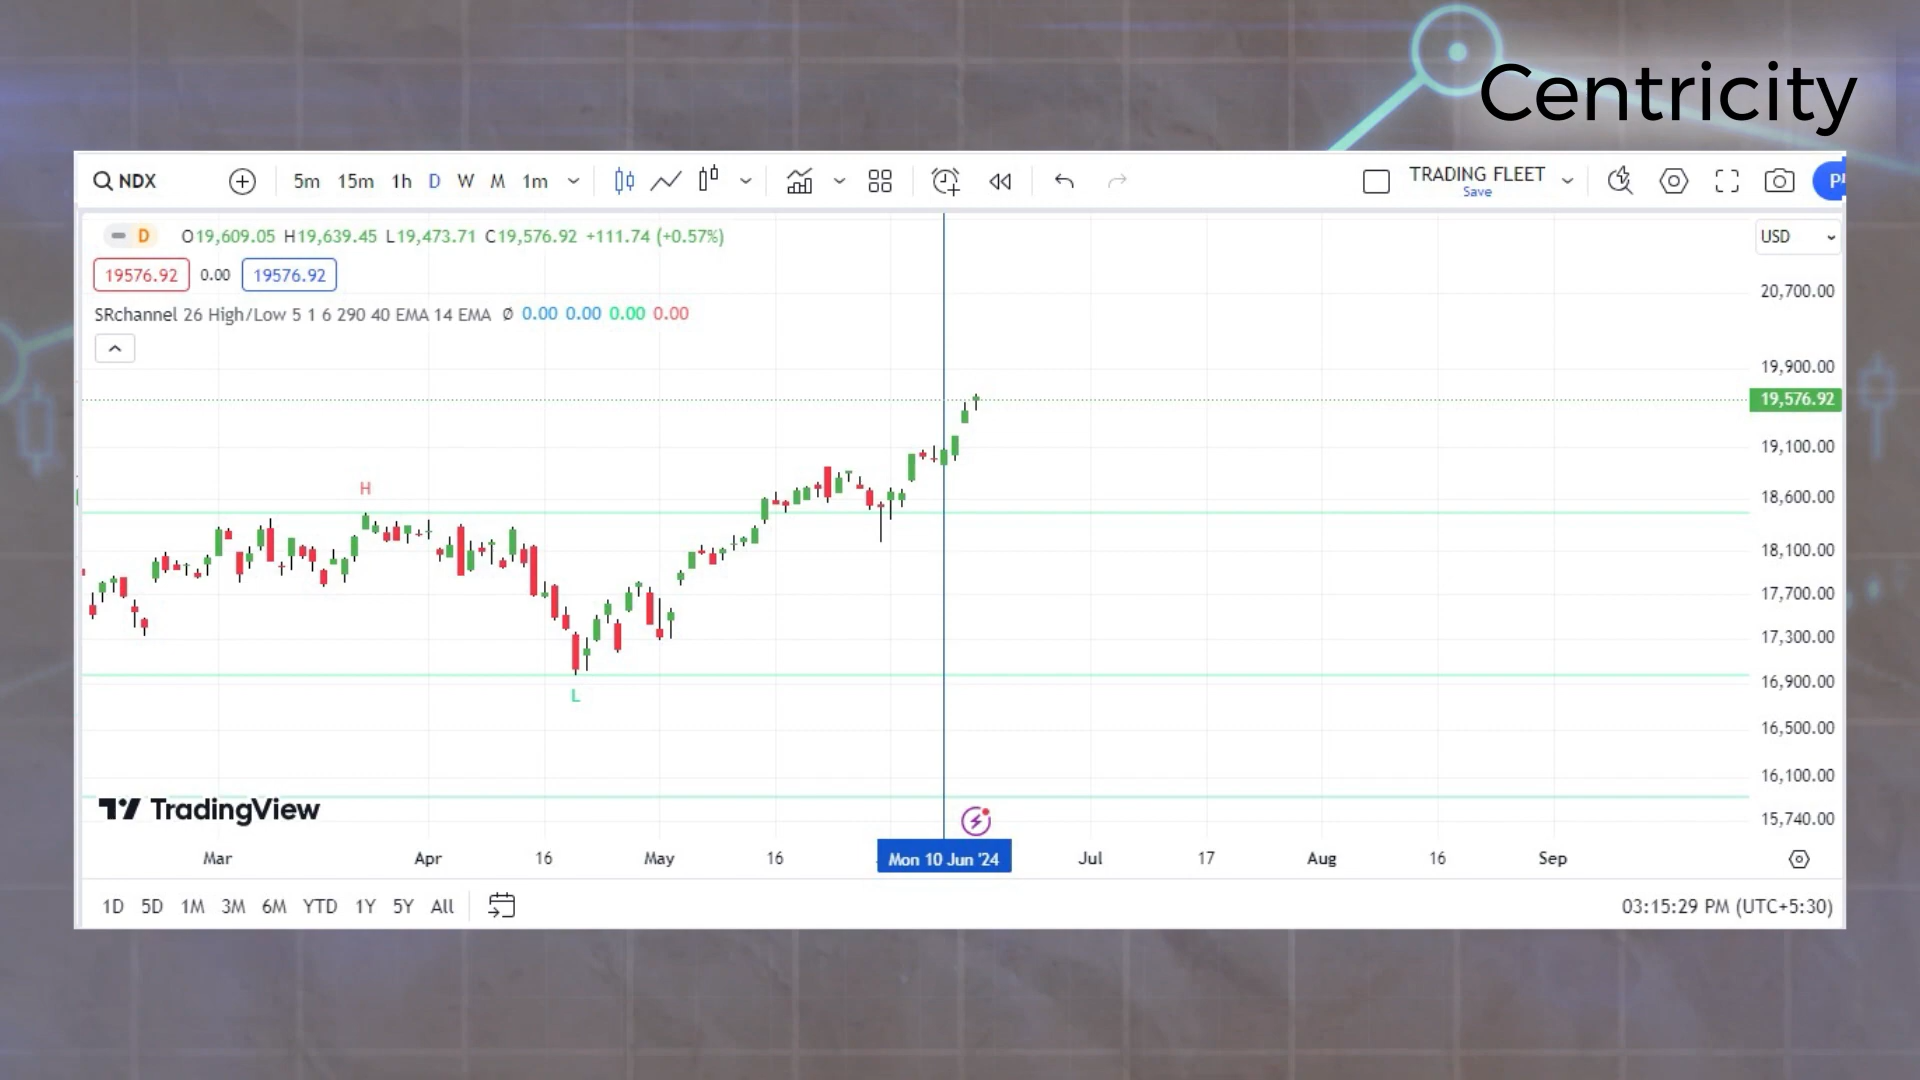 Centricity
NDX 5m 15m 1h D W M 1m TRADING FLEET
Save
D O19,609.05 H19,639.45 L19,473.71 C19,576.92 +111.74 (+0.57%)
USD
19576.92 0.00 19576.92
20,700.00
SRchannel 26 High/Low 5 1 6 290 40 EMA 14 EMA Ø 0.00 0.00 0.00 0.00
19,900.00
19,576.92
19,100.00
H
18,600.00
18,100.00
17,700.00
17,300.00
16,900.00
L
16,500.00
16,100.00
TradingView
15,740.00
Mar Apr 16 May 16 Mon 10 Jun '24 Jul 17 Aug 16 Sep
1D 5D 1M 3M 6M YTD 1Y 5Y All 03:15:29 PM (UTC+5:30)